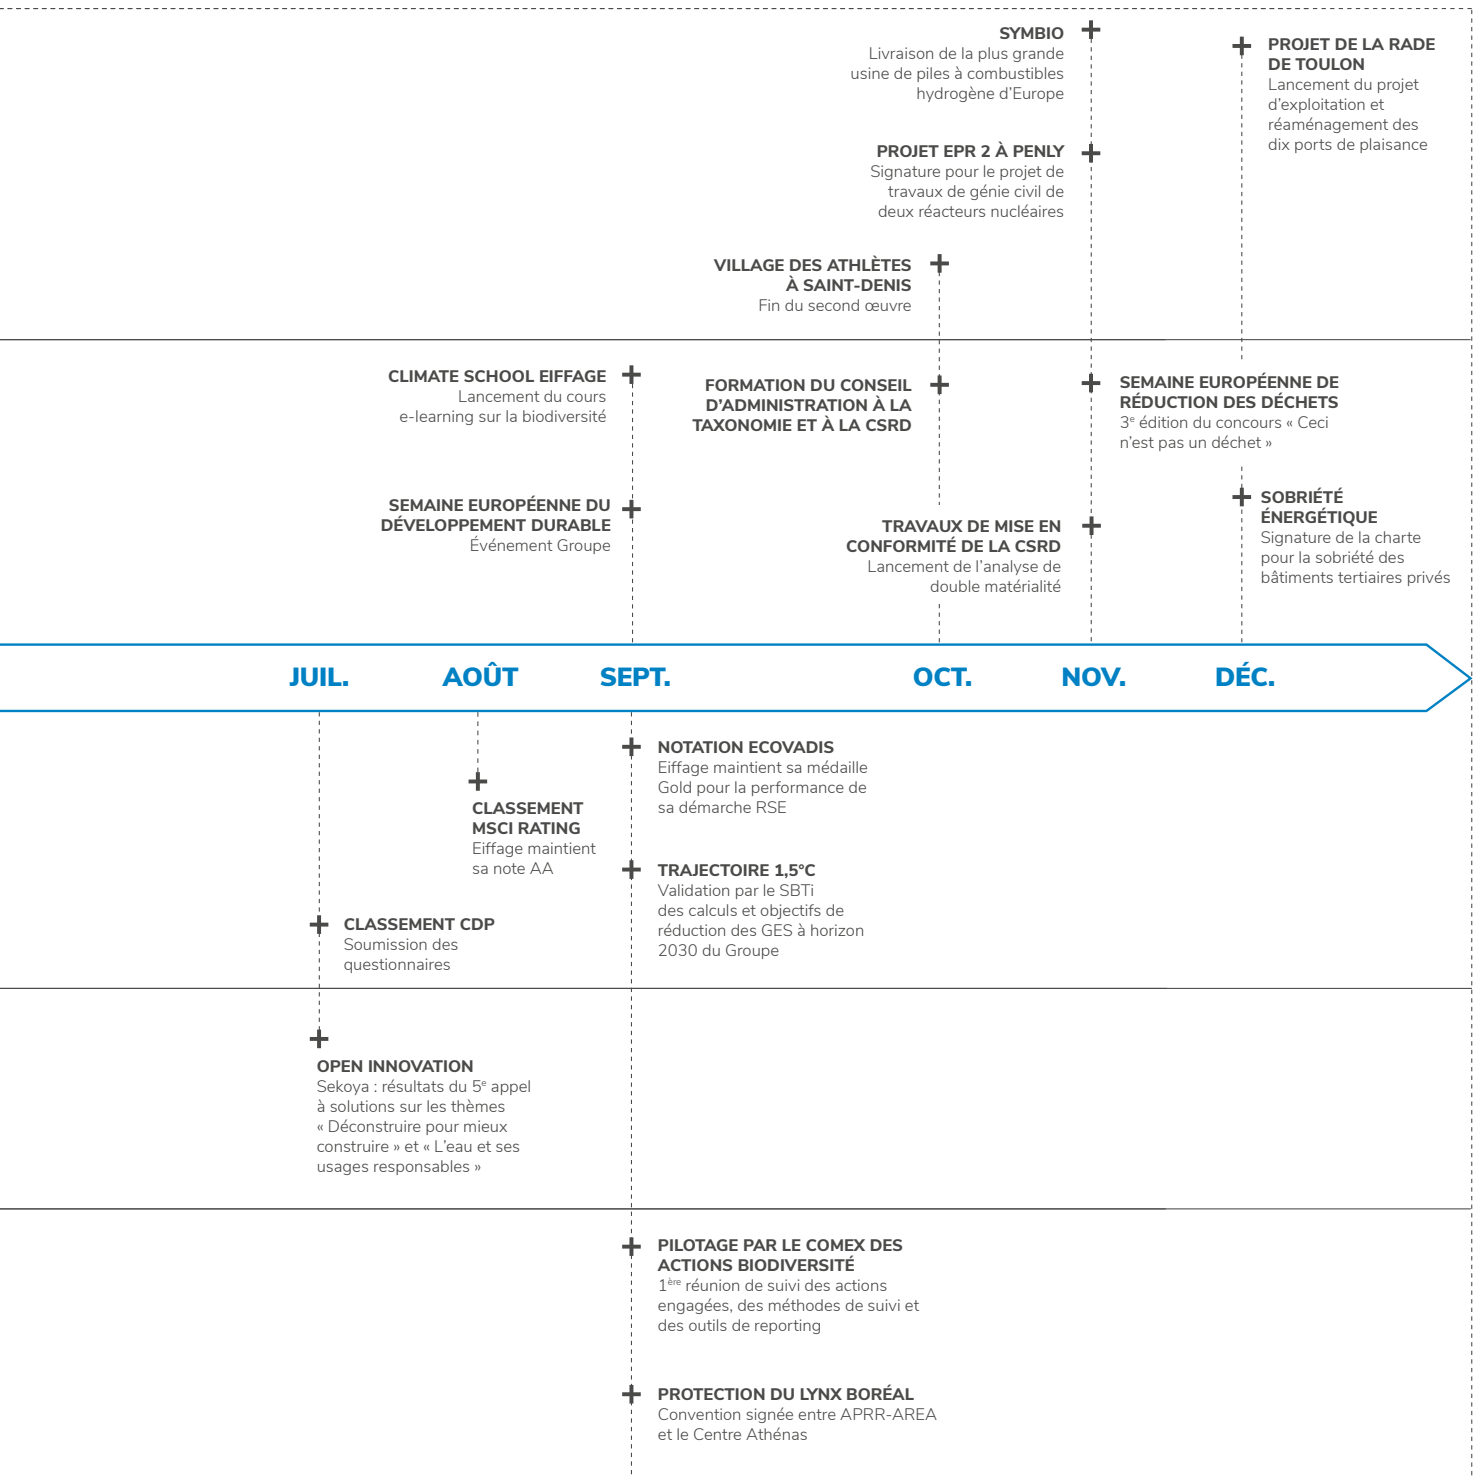 SYMBIO
Livraison de la plus grande
usine de piles à combustibles
hydrogène d’Europe
PROJET DE LA RADE
DE TOULON
Lancement du projet
d’exploitation et
réaménagement des
dix ports de plaisance
PROJET EPR 2 À PENLY
Signature pour le projet de
travaux de génie civil de
deux réacteurs nucléaires
VILLAGE DES ATHLÈTES
À SAINT-DENIS
Fin du second œuvre
CLIMATE SCHOOL EIFFAGE
Lancement du cours
e-learning sur la biodiversité
FORMATION DU CONSEIL
D’ADMINISTRATION À LA
TAXONOMIE ET À LA CSRD
SEMAINE EUROPÉENNE DE
RÉDUCTION DES DÉCHETS
3e édition du concours « Ceci
n’est pas un déchet »
SEMAINE EUROPÉENNE DU
DÉVELOPPEMENT DURABLE
Événement Groupe
TRAVAUX DE MISE EN
CONFORMITÉ DE LA CSRD
Lancement de l’analyse de
double matérialité
SOBRIÉTÉ
ÉNERGÉTIQUE
Signature de la charte
pour la sobriété des
bâtiments tertiaires privés
JUIL. AOÛT SEPT. OCT. NOV. DÉC.
NOTATION ECOVADIS
Eiffage maintient sa médaille
Gold pour la performance de
sa démarche RSE
CLASSEMENT
MSCI RATING
Eiffage maintient
sa note AA
TRAJECTOIRE 1,5°C
Validation par le SBTi
des calculs et objectifs de
réduction des GES à horizon
2030 du Groupe
CLASSEMENT CDP
Soumission des
questionnaires
OPEN INNOVATION
Sekoya : résultats du 5e appel
à solutions sur les thèmes
« Déconstruire pour mieux
construire » et « L’eau et ses
usages responsables »
PILOTAGE PAR LE COMEX DES
ACTIONS BIODIVERSITÉ
1ère réunion de suivi des actions
engagées, des méthodes de suivi et
des outils de reporting
PROTECTION DU LYNX BORÉAL
Convention signée entre APRR-AREA
et le Centre Athénas